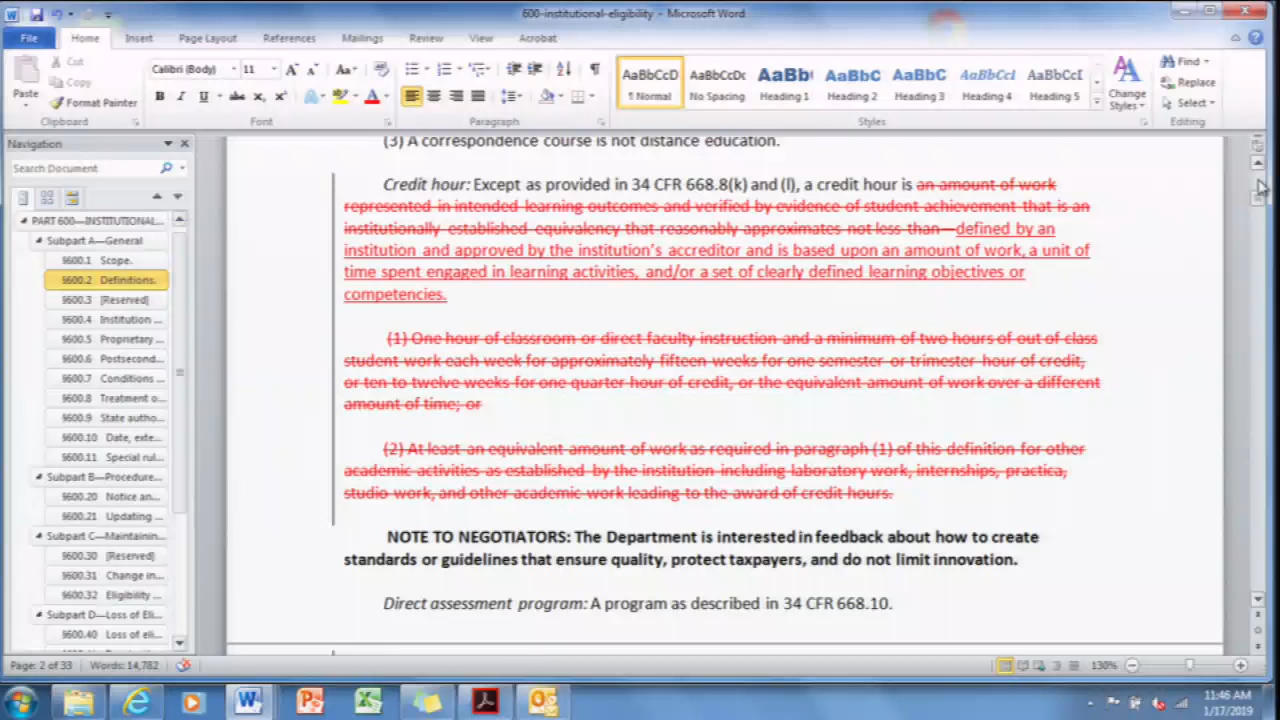 600-institutional-eligibility - Microsoft Word
File Home Insert Page Layout References Mailings Review View Acrobat
Paste
Cut
Copy
Format Painter
Clipboard
Calibri (Body) 11
Font
Paragraph
AaBbCcD AaBbCcDc AaBb( AaBbC AaBbC AaBbCcI AaBbCcI
¶ Normal No Spacing Heading 1 Heading 2 Heading 3 Heading 4 Heading 5
Styles
Change Styles
Find
Replace
Select
Editing
Navigation
Search Document
PART 600—INSTITUTIONAL...
Subpart A—General
§600.1 Scope.
§600.2 Definitions.
§600.3 [Reserved]
§600.4 Institution ...
§600.5 Proprietary ...
§600.6 Postsecond...
§600.7 Conditions ...
§600.8 Treatment o...
§600.9 State autho...
§600.10 Date, exte...
§600.11 Special rul...
Subpart B—Procedure...
§600.20 Notice an...
§600.21 Updating ...
Subpart C—Maintainin...
§600.30 [Reserved]
§600.31 Change in...
§600.32 Eligibility ...
Subpart D—Loss of Eli...
§600.40 Loss of eli...
(3) A correspondence course is not distance education.
Credit hour: Except as provided in 34 CFR 668.8(k) and (l), a credit hour is an amount of work
represented in intended learning outcomes and verified by evidence of student achievement that is an
institutionally established equivalency that reasonably approximates not less than—defined by an
institution and approved by the institution's accreditor and is based upon an amount of work, a unit of
time spent engaged in learning activities, and/or a set of clearly defined learning objectives or
competencies.
(1) One hour of classroom or direct faculty instruction and a minimum of two hours of out of class
student work each week for approximately fifteen weeks for one semester or trimester hour of credit,
or ten to twelve weeks for one quarter hour of credit, or the equivalent amount of work over a different
amount of time; or
(2) At least an equivalent amount of work as required in paragraph (1) of this definition for other
academic activities as established by the institution including laboratory work, internships, practica,
studio work, and other academic work leading to the award of credit hours.
NOTE TO NEGOTIATORS: The Department is interested in feedback about how to create
standards or guidelines that ensure quality, protect taxpayers, and do not limit innovation.
Direct assessment program: A program as described in 34 CFR 668.10.
Page: 2 of 33 Words: 14,782
130%
11:46 AM
1/17/2019